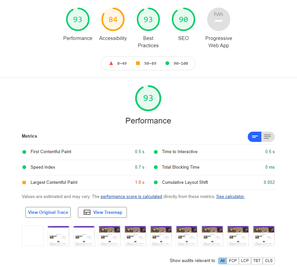 93 84 93 90 PWA
Performance Accessibility Best Practices SEO Progressive Web App
0–49 50–89 90–100
93
Performance
Metrics
First Contentful Paint 0.5 s Time to Interactive 0.5 s
Speed Index 0.7 s Total Blocking Time 0 ms
Largest Contentful Paint Cumulative Layout Shift 0.002
Values are estimated and may vary. The performance score is calculated directly from these metrics. See calculator.
View Original Trace View Treemap
Show audits relevant to: All FCP LCP TBT CLS